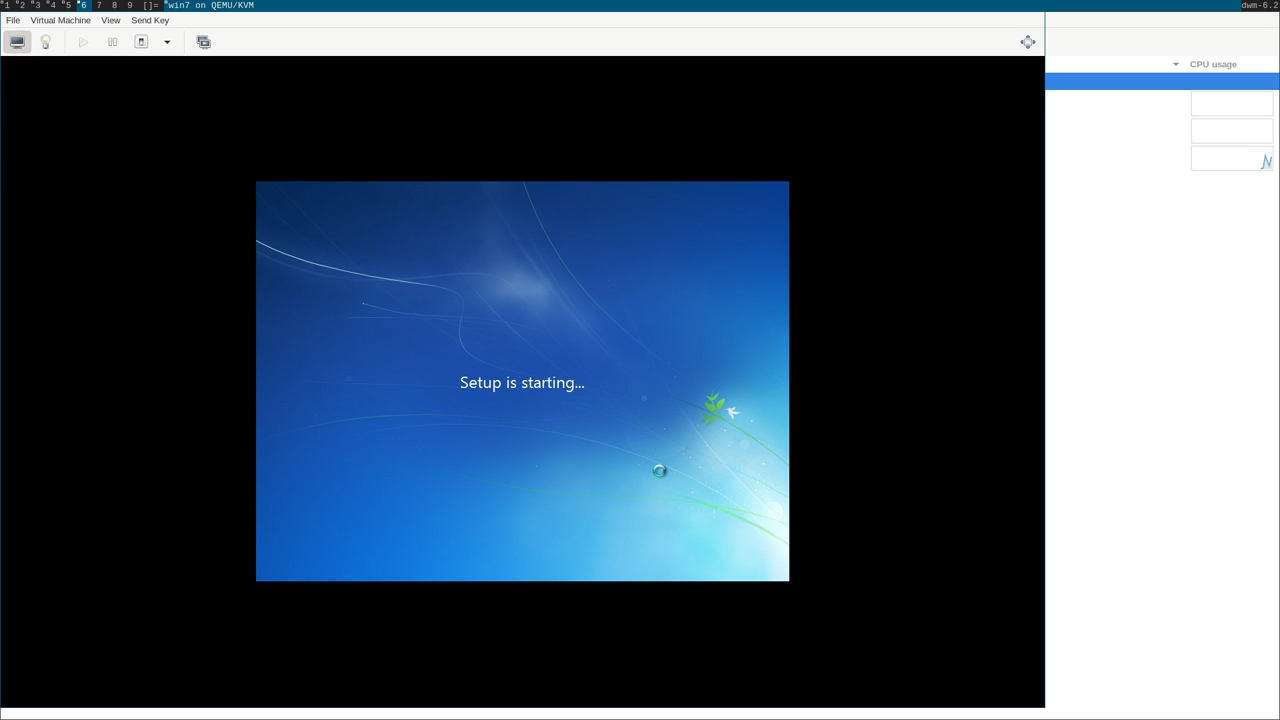 1 2 3 4 5 6 7 8 9 []= win7 on QEMU/KVM dwm-6.2
File Virtual Machine View Send Key
CPU usage
Setup is starting...